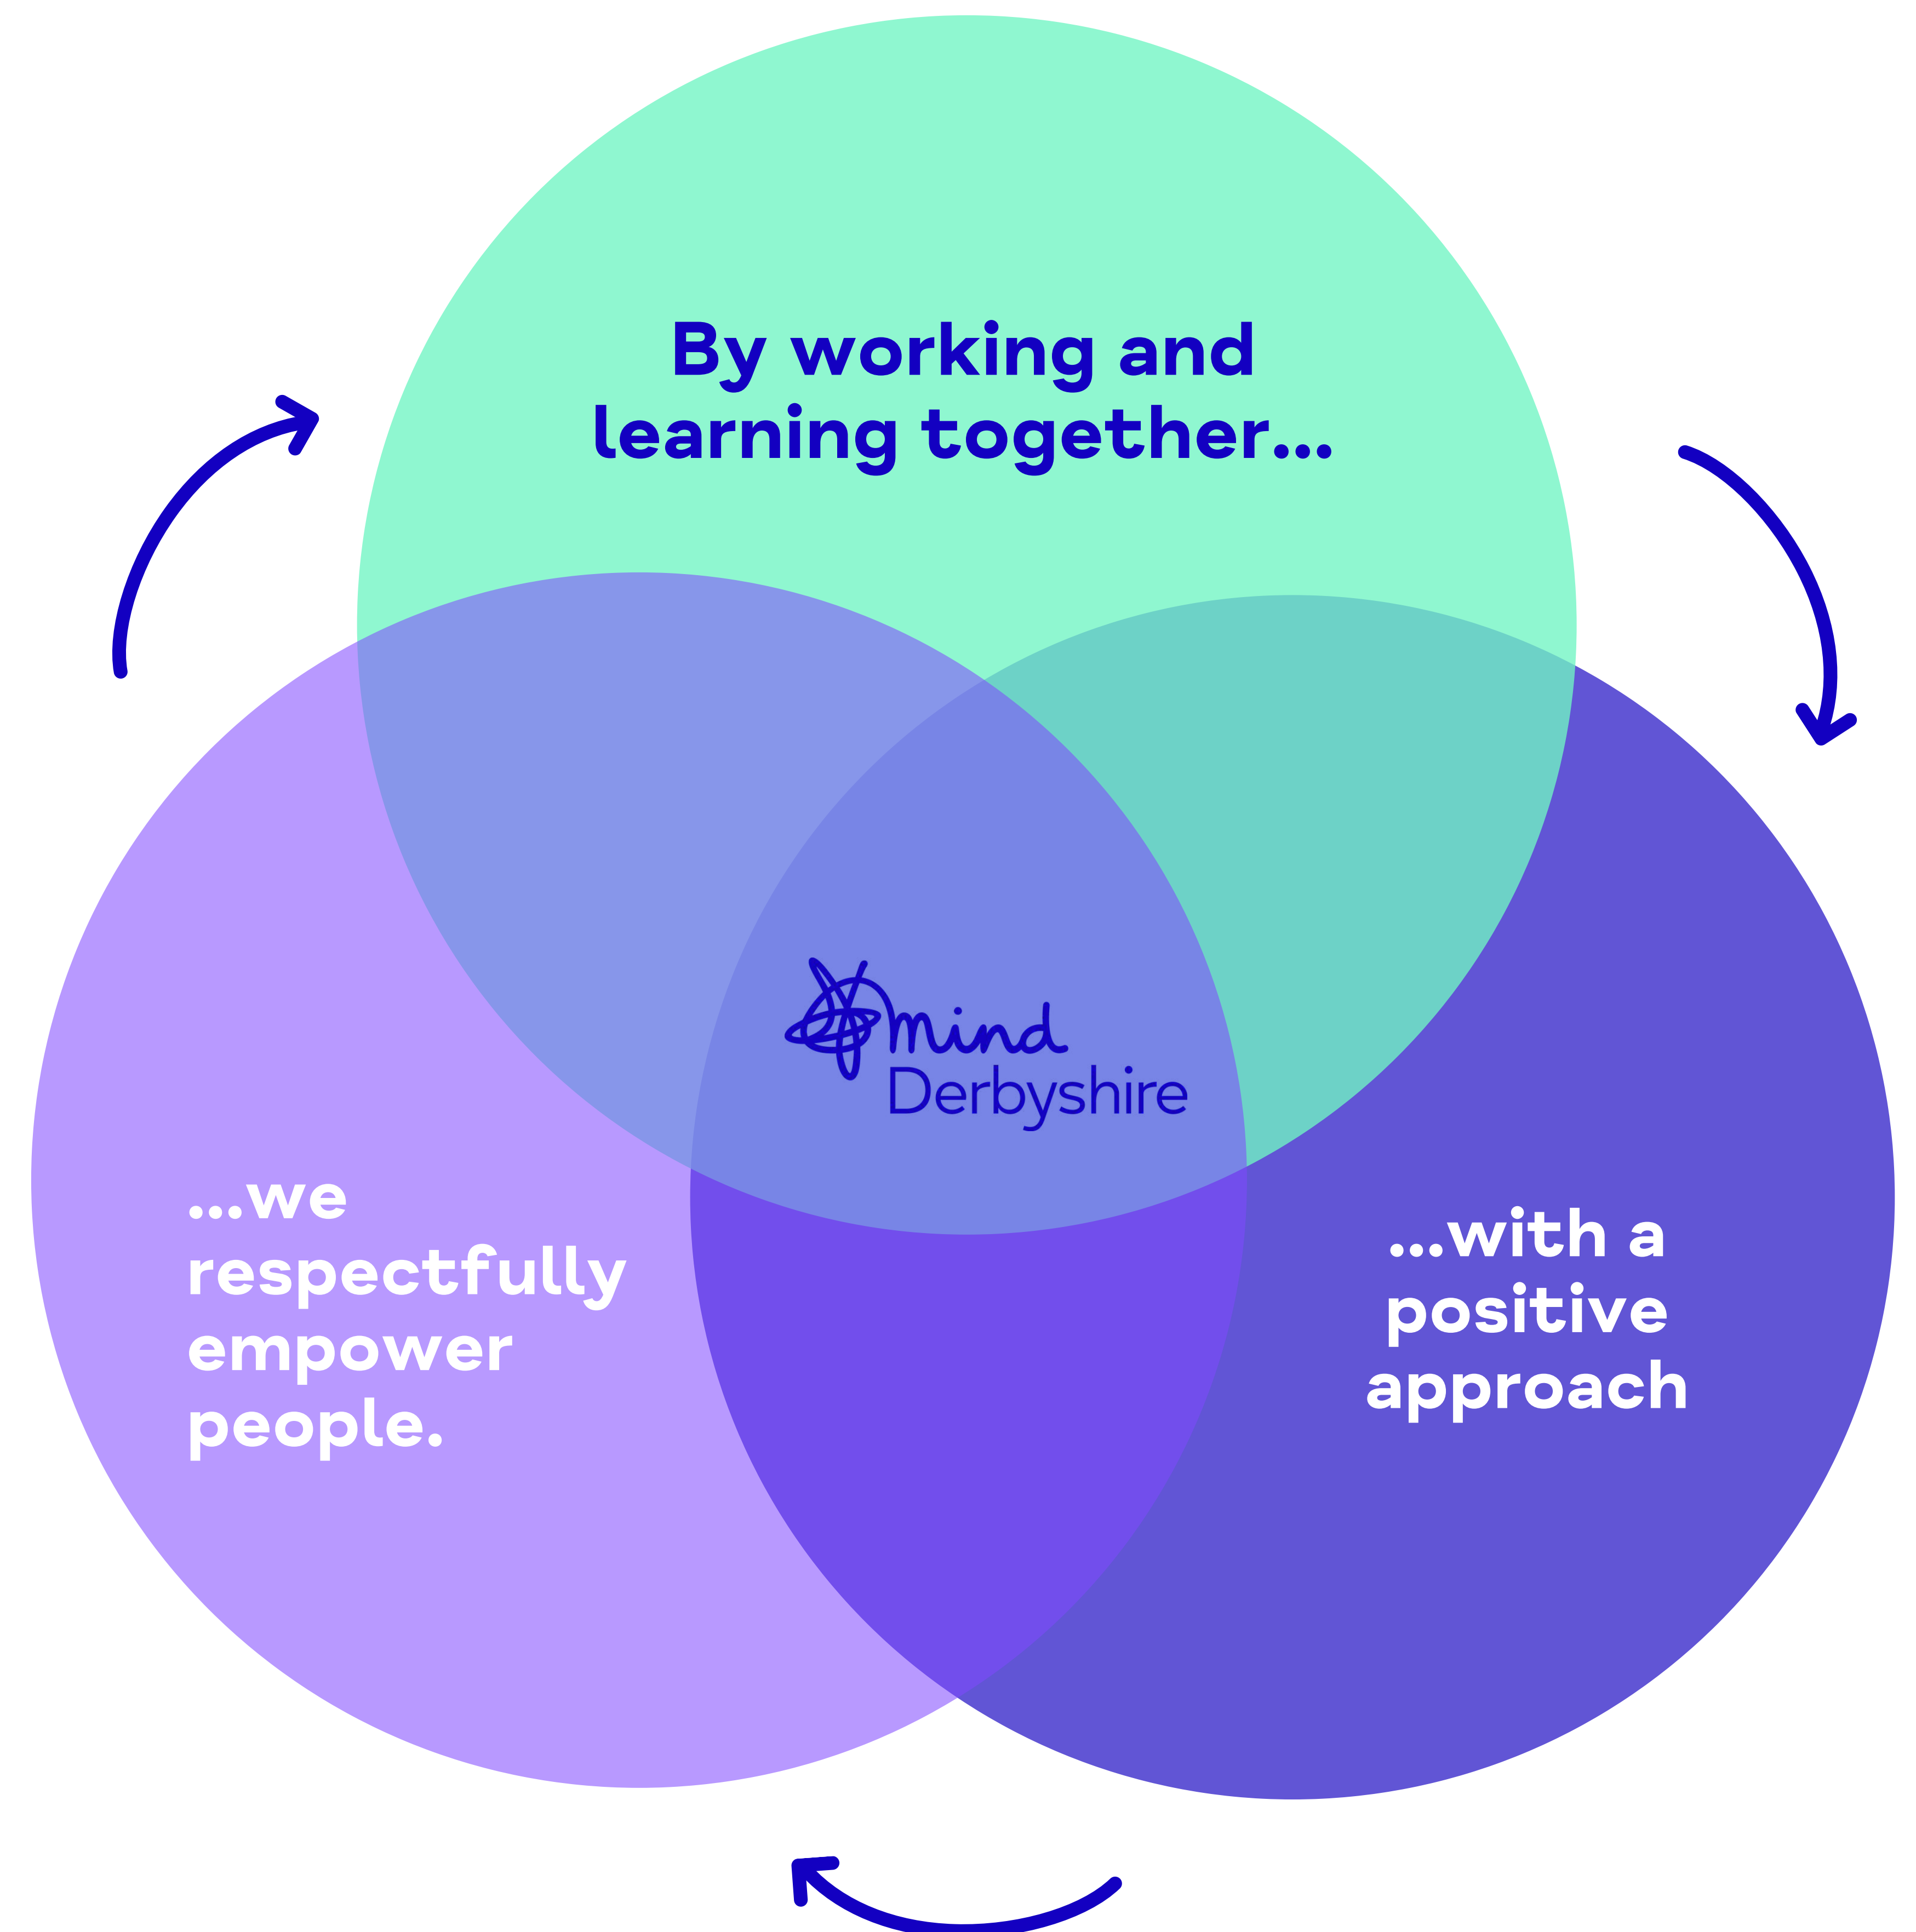 By working and
learning together...
...with a
positive
approach
...we
respectfully
empower
people.
mind
Derbyshire